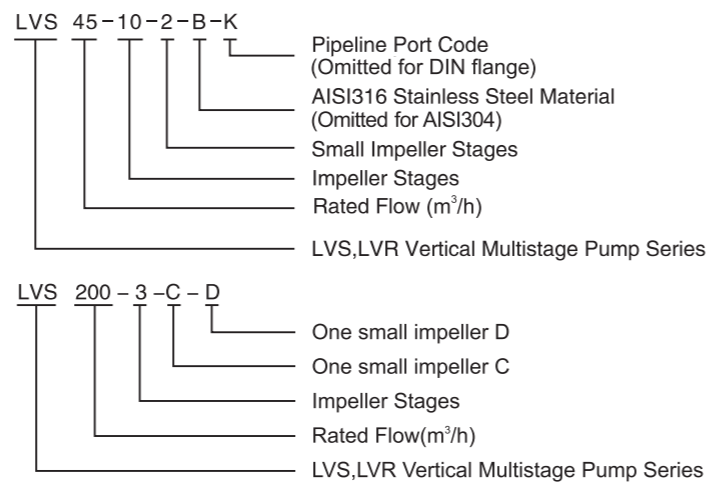 LVS 45-10-2-B-K
Pipeline Port Code
(Omitted for DIN flange)
AISI316 Stainless Steel Material
(Omitted for AISI304)
Small Impeller Stages
Impeller Stages
Rated Flow (m³/h)
LVS,LVR Vertical Multistage Pump Series
LVS 200-3-C-D
One small impeller D
One small impeller C
Impeller Stages
Rated Flow(m³/h)
LVS,LVR Vertical Multistage Pump Series